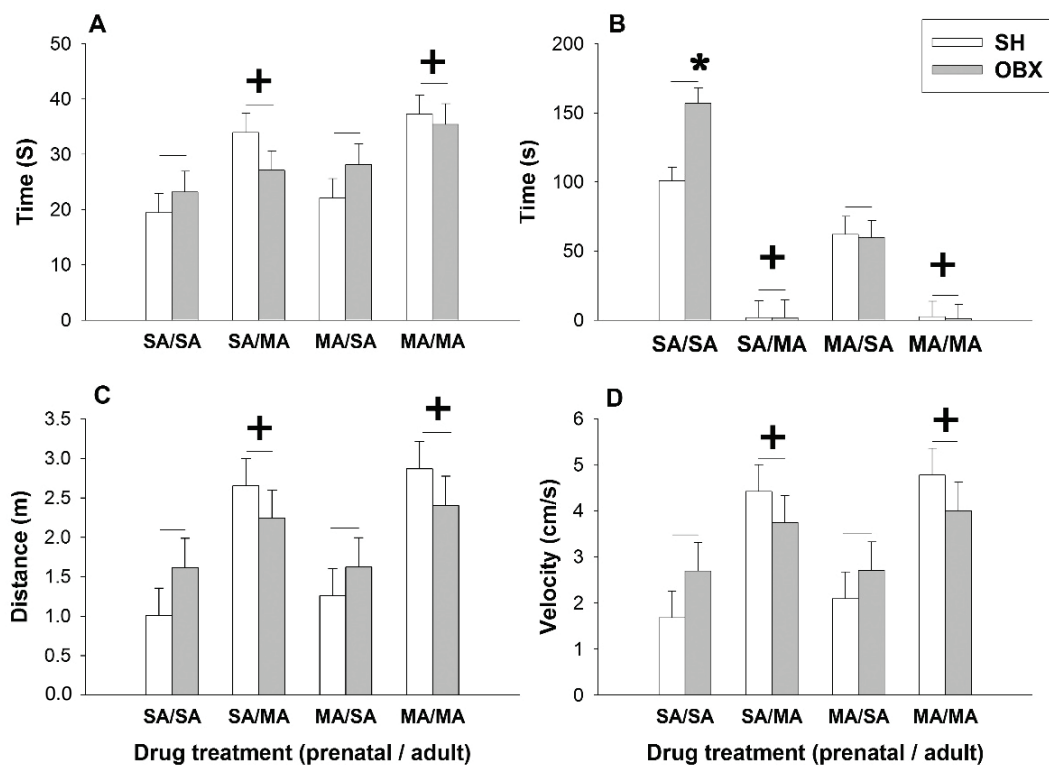 A
50
40
30
20
10
0
Time (S)
+
+
SA/SA SA/MA MA/SA MA/MA
B
200
150
100
50
0
Time (s)
*
+
+
SA/SA SA/MA MA/SA MA/MA
SH
OBX
C
3.5
3.0
2.5
2.0
1.5
1.0
0.5
0.0
Distance (m)
+
+
SA/SA SA/MA MA/SA MA/MA
Drug treatment (prenatal / adult)
D
6
5
4
3
2
1
0
Velocity (cm/s)
+
+
SA/SA SA/MA MA/SA MA/MA
Drug treatment (prenatal / adult)